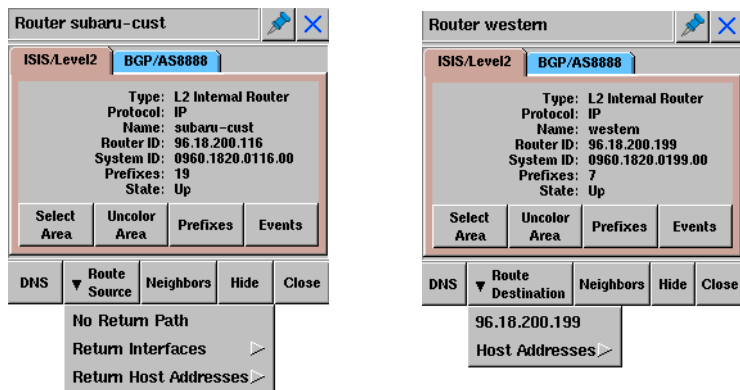 Router subaru-cust
ISIS/Level2 BGP/AS8888
Type: L2 Internal Router
Protocol: IP
Name: subaru-cust
Router ID: 96.18.200.116
System ID: 0960.1820.0116.00
Prefixes: 19
State: Up
Select Area
Uncolor Area
Prefixes
Events
DNS
Route Source
Neighbors
Hide
Close
No Return Path
Return Interfaces
Return Host Addresses
Router western
ISIS/Level2 BGP/AS8888
Type: L2 Internal Router
Protocol: IP
Name: western
Router ID: 96.18.200.199
System ID: 0960.1820.0199.00
Prefixes: 7
State: Up
Select Area
Uncolor Area
Prefixes
Events
DNS
Route Destination
Neighbors
Hide
Close
96.18.200.199
Host Addresses